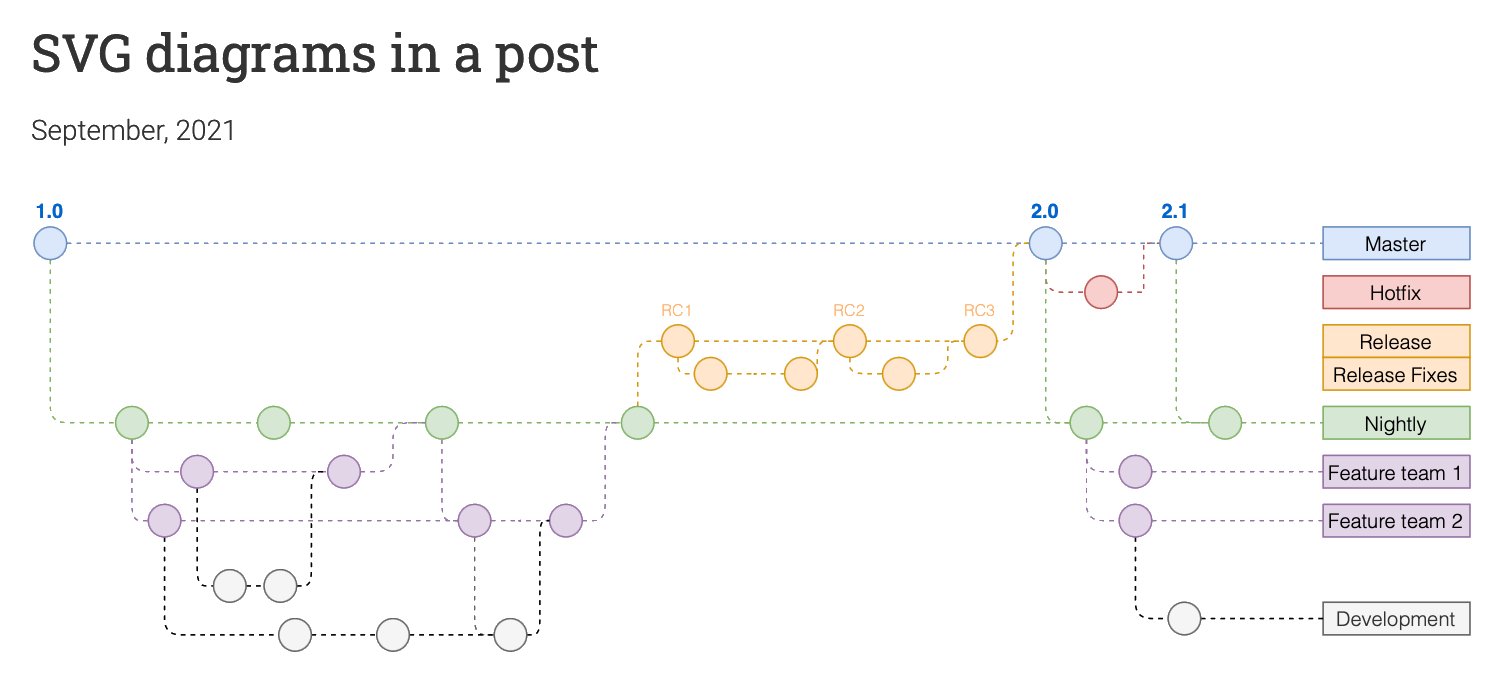 SVG diagrams in a post
September, 2021
1.0
2.0
2.1
Master
Hotfix
RC1
RC2
RC3
Release
Release Fixes
Nightly
Feature team 1
Feature team 2
Development